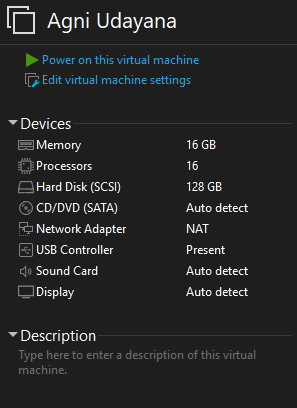 Agni Udayana
Power on this virtual machine
Edit virtual machine settings
Devices
Memory 16 GB
Processors 16
Hard Disk (SCSI) 128 GB
CD/DVD (SATA) Auto detect
Network Adapter NAT
USB Controller Present
Sound Card Auto detect
Display Auto detect
Description
Type here to enter a description of this virtual
machine.